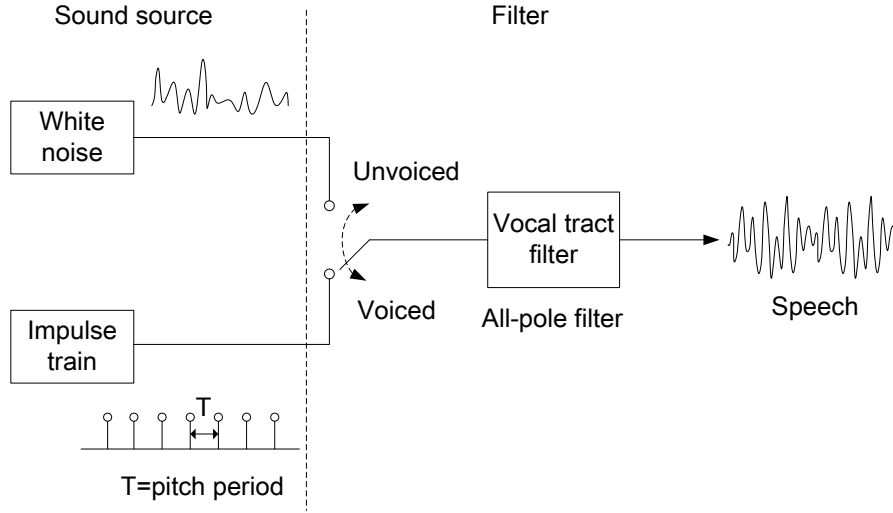 Sound source
Filter
White
noise
Unvoiced
Vocal tract
filter
Voiced
All-pole filter
Speech
Impulse
train
T
T=pitch period